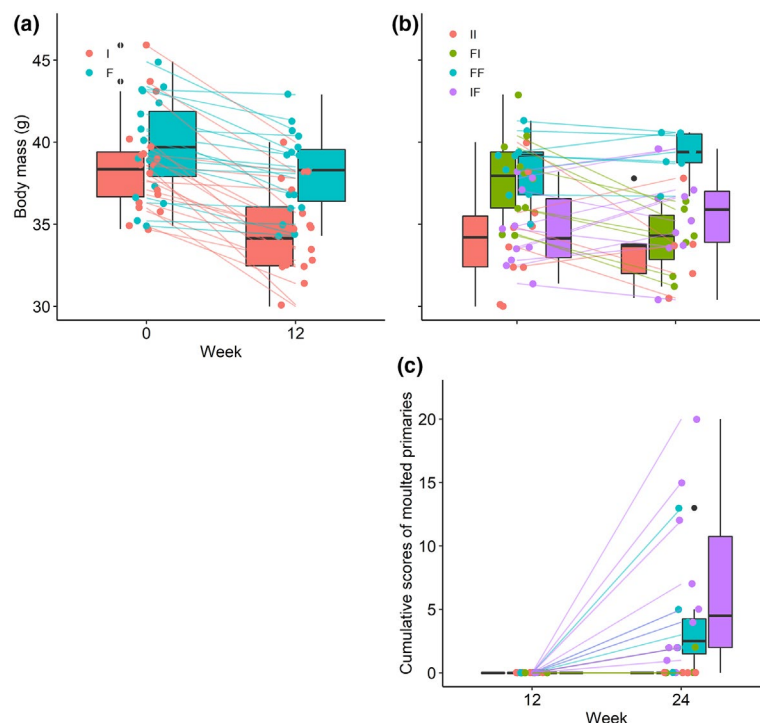 (a)
I
F
Body mass (g)
45
40
35
30
0
12
Week
(b)
II
FI
FF
IF
(c)
Cumulative scores of moulted primaries
20
15
10
5
0
12
24
Week